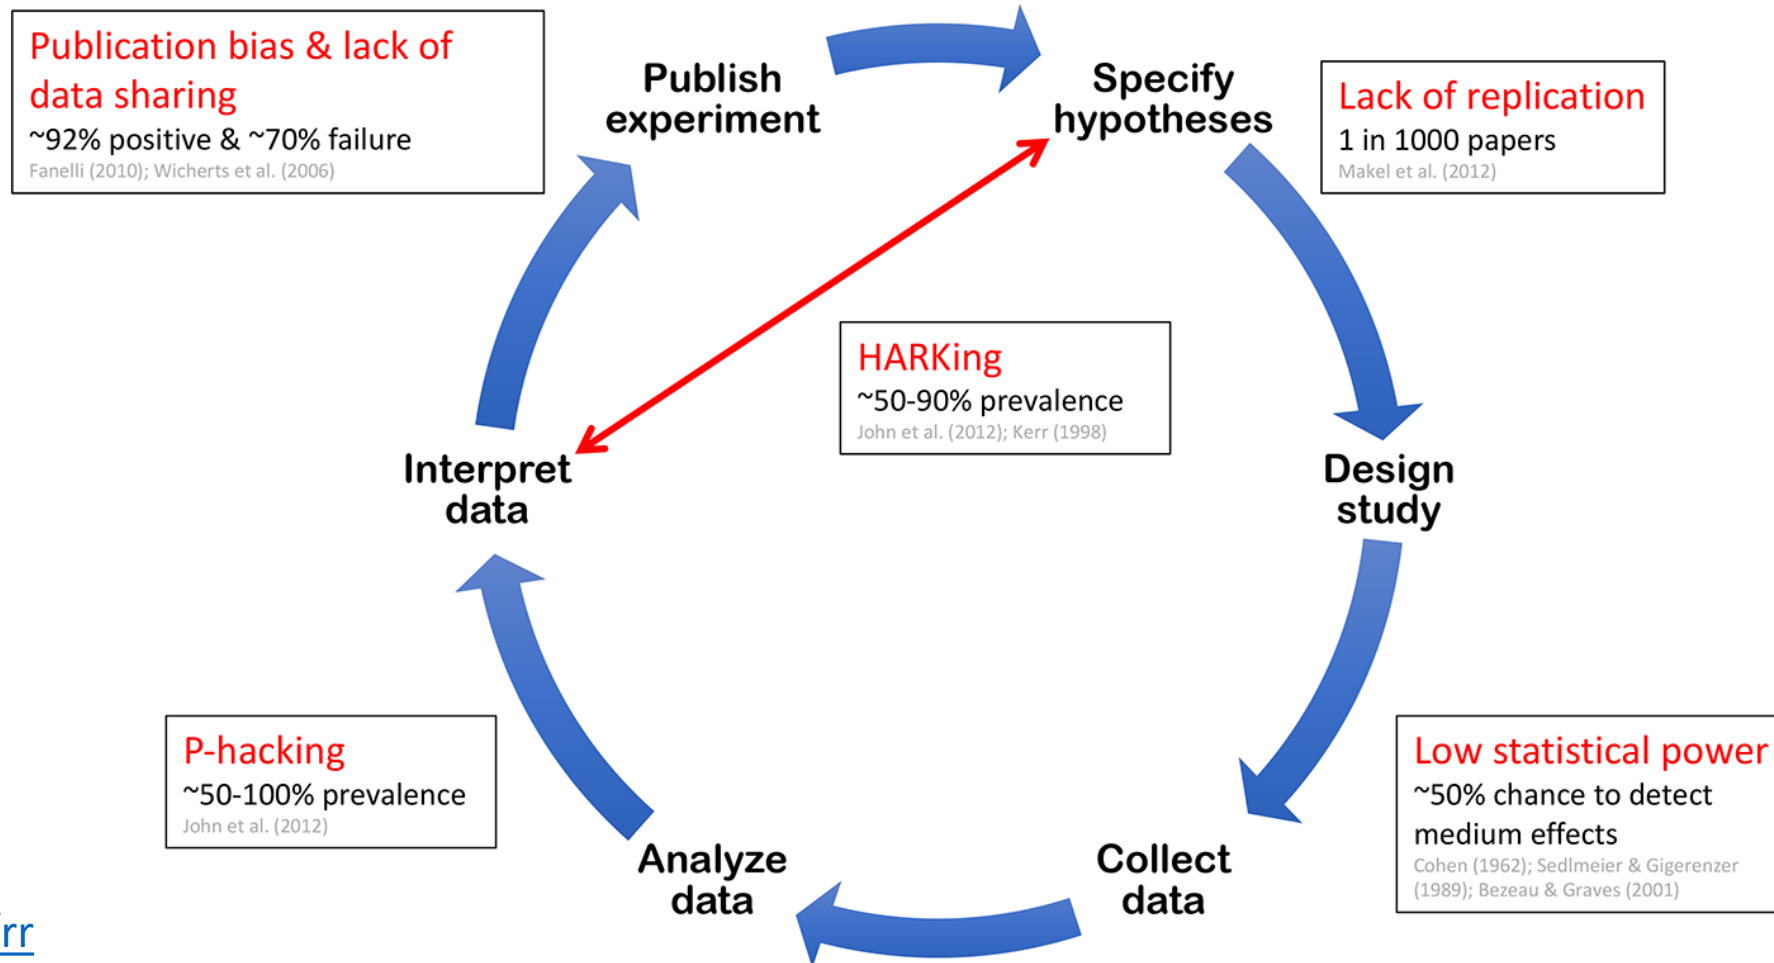 Publication bias & lack of
data sharing
~92% positive & ~70% failure
Fanelli (2010); Wicherts et al. (2006)
Publish
experiment
Specify
hypotheses
Lack of replication
1 in 1000 papers
Makel et al. (2012)
HARKing
~50-90% prevalence
John et al. (2012); Kerr (1998)
Interpret
data
Design
study
P-hacking
~50-100% prevalence
John et al. (2012)
Low statistical power
~50% chance to detect
medium effects
Cohen (1962); Sedlmeier & Gigerenzer
(1989); Bezeau & Graves (2001)
Analyze
data
Collect
data
rr